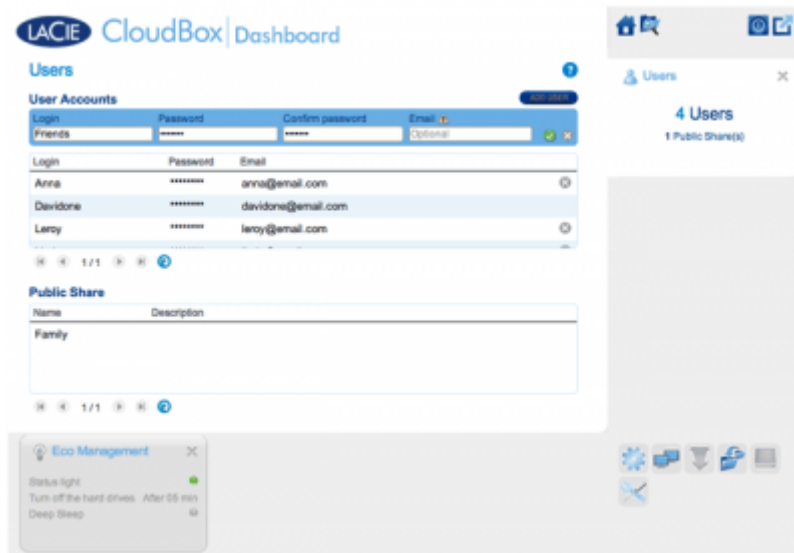 LACIE CloudBox | Dashboard
Users
User Accounts
ADD USER
Login Password Confirm password Email
Friends •••••• •••••• Optional
Login Password Email
Anna ********* anna@email.com
Davidone ********* davidone@email.com
Leroy ********* leroy@email.com
1/1
Public Share
Name Description
Family
1/1
Users
4 Users
1 Public Share(s)
Eco Management
Status light
Turn off the hard drives After 05 min
Deep Sleep